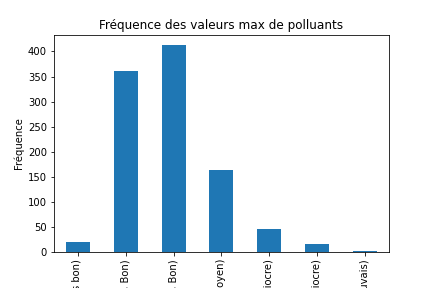 Fréquence des valeurs max de polluants
400
350
300
250
200
150
100
50
0
Fréquence
s bon)
. Bon)
. Bon)
oyen)
iocre)
iocre)
uvais)